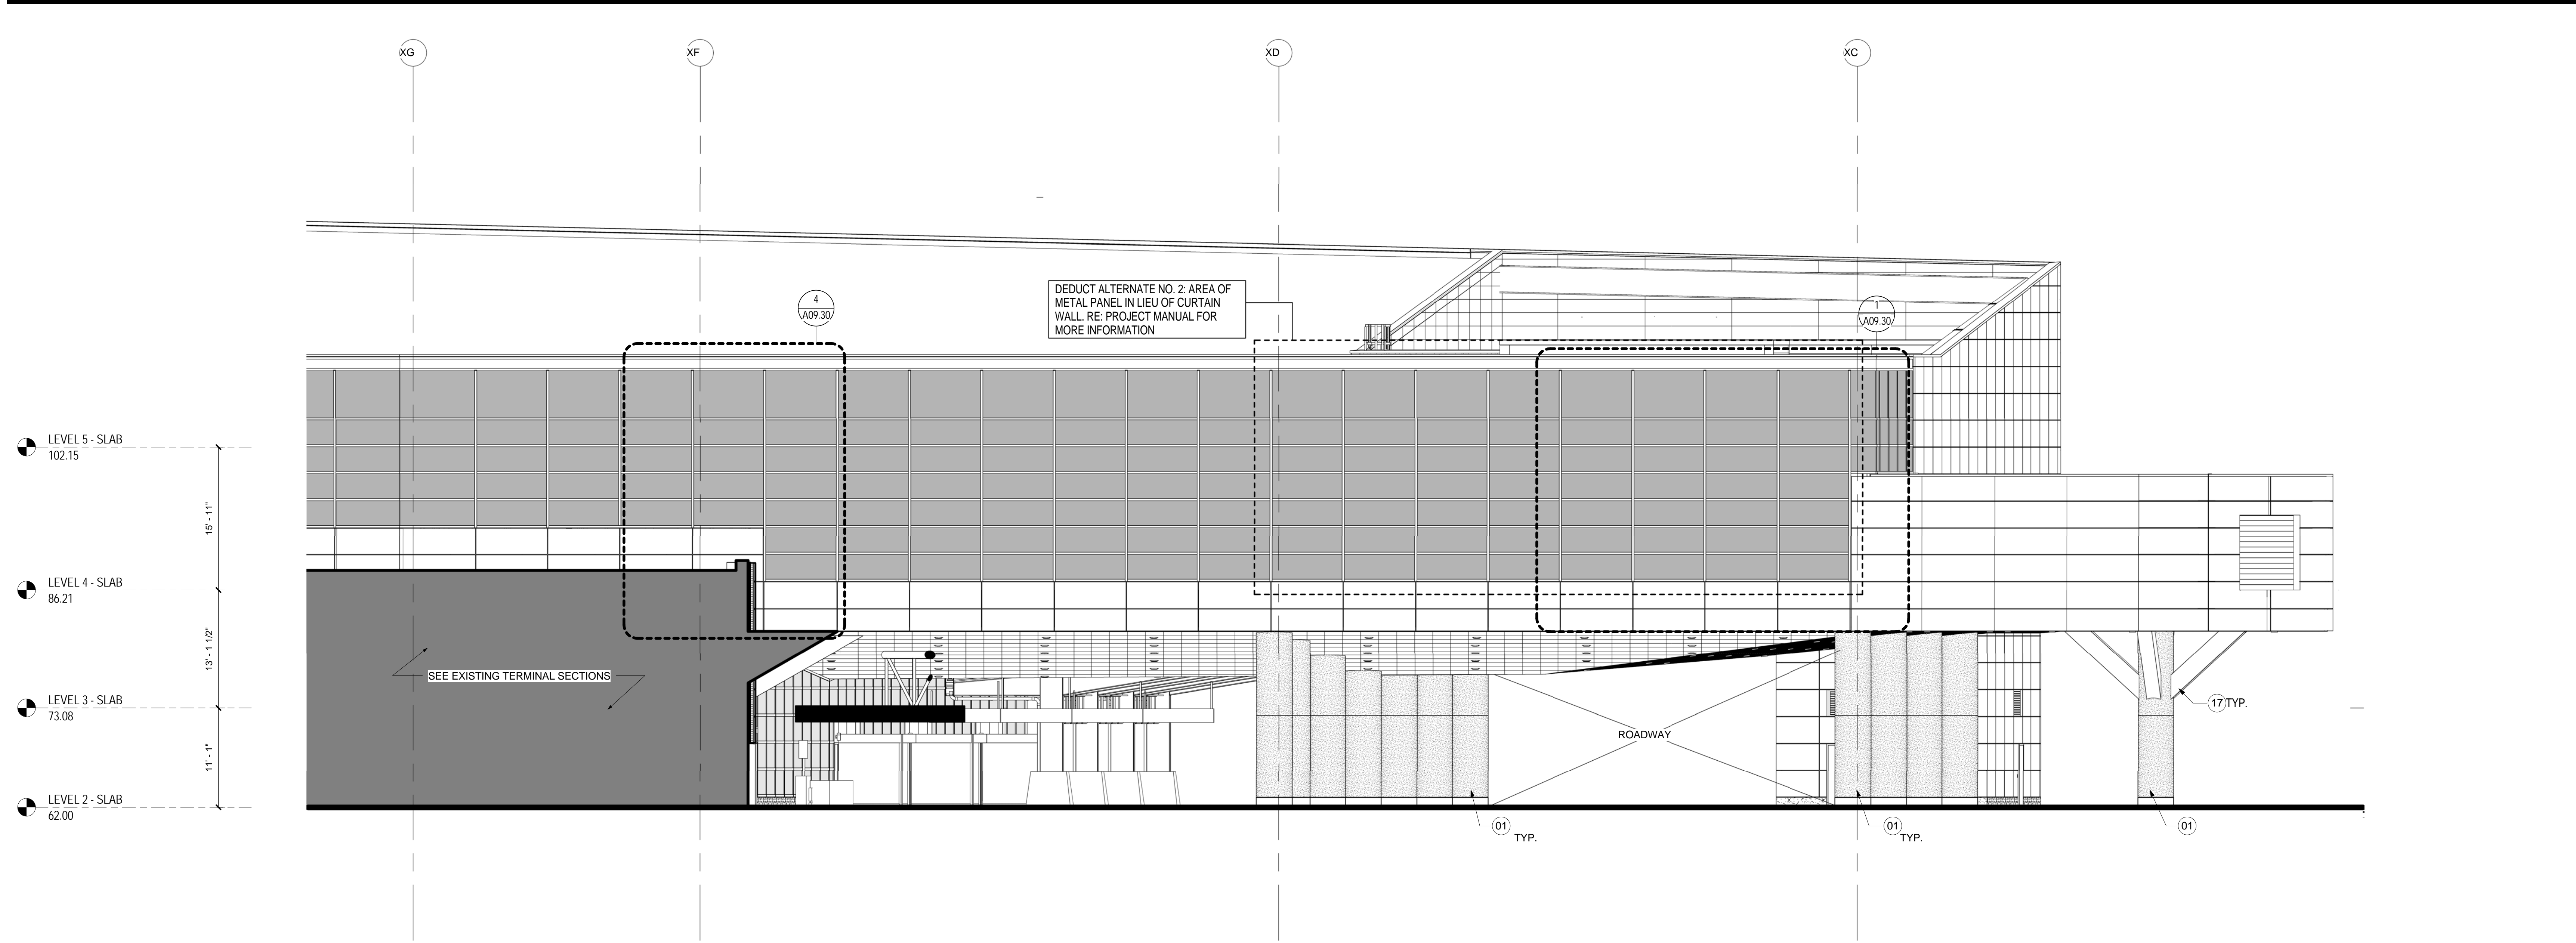 XG
XF
XD
XC
4
A09.30
DEDUCT ALTERNATE NO. 2: AREA OF
METAL PANEL IN LIEU OF CURTAIN
WALL. RE: PROJECT MANUAL FOR
MORE INFORMATION
1
A09.30
LEVEL 5 - SLAB
102.15
15' - 11"
LEVEL 4 - SLAB
86.21
13' - 1 1/2"
SEE EXISTING TERMINAL SECTIONS
LEVEL 3 - SLAB
73.08
17 TYP.
ROADWAY
11' - 1"
LEVEL 2 - SLAB
62.00
01
TYP.
01
TYP.
01